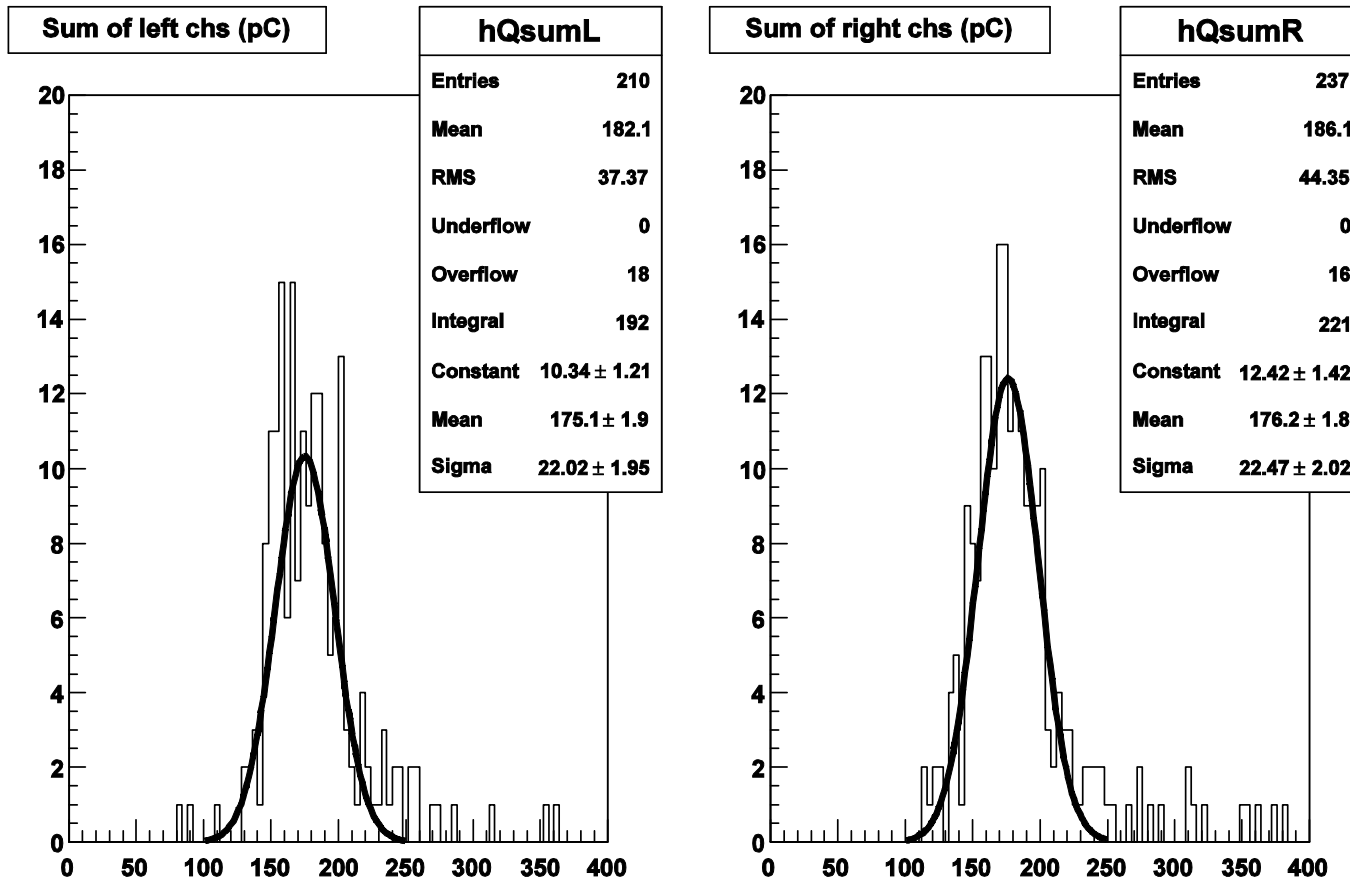 Sum of left chs (pC)
hQsumL
Entries 210
Mean 182.1
RMS 37.37
Underflow 0
Overflow 18
Integral 192
Constant 10.34 ± 1.21
Mean 175.1 ± 1.9
Sigma 22.02 ± 1.95
20
18
16
14
12
10
8
6
4
2
0
0 50 100 150 200 250 300 350 400
Sum of right chs (pC)
hQsumR
Entries 237
Mean 186.1
RMS 44.35
Underflow 0
Overflow 16
Integral 221
Constant 12.42 ± 1.42
Mean 176.2 ± 1.8
Sigma 22.47 ± 2.02
20
18
16
14
12
10
8
6
4
2
0
0 50 100 150 200 250 300 350 400